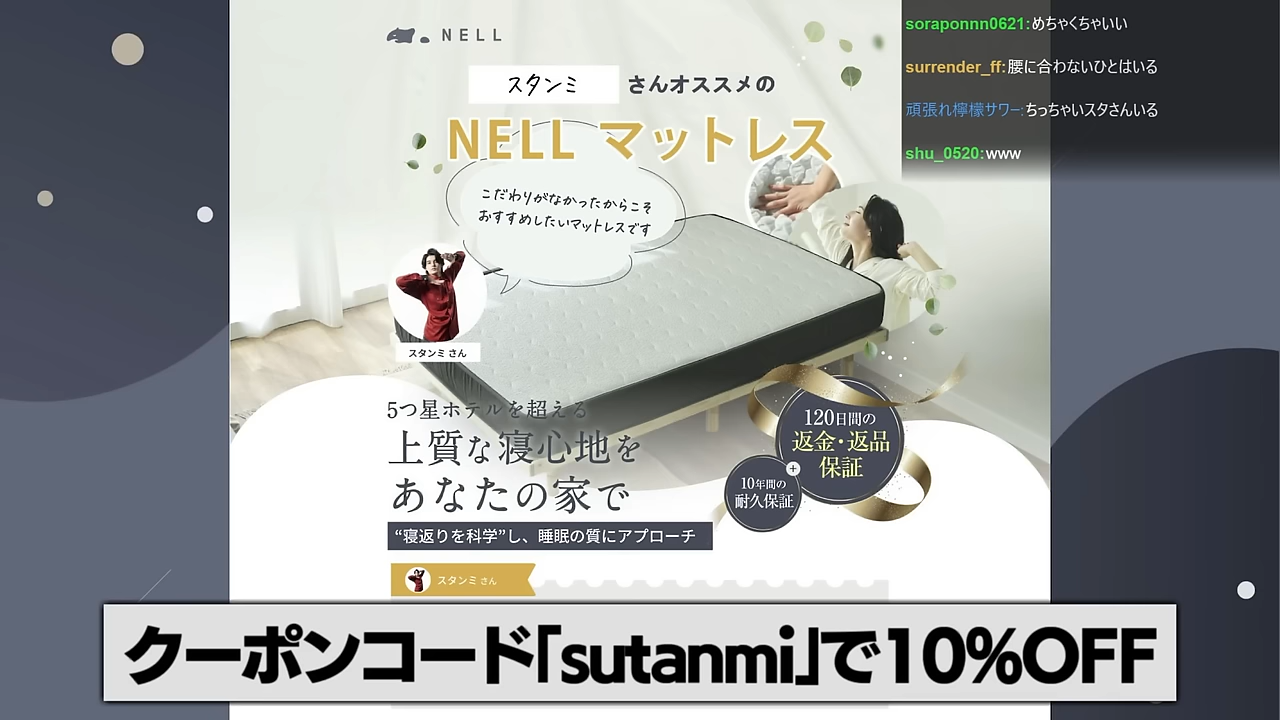 NELL
スタンミ さんオススメの
NELL マットレス
こだわりがなかったからこそ
おすすめしたいマットレスです
スタンミ さん
5つ星ホテルを超える
上質な寝心地を
あなたの家で
“寝返りを科学”し、睡眠の質にアプローチ
120日間の
返金・返品
保証
+
10年間の
耐久保証
スタンミ さん
クーポンコード「sutanmi」で10%OFF
soraponnn0621:めちゃくちゃいい
surrender_ff:腰に合わないひとはいる
頑張れ檸檬サワー:ちっちゃいスタさんいる
shu_0520:www